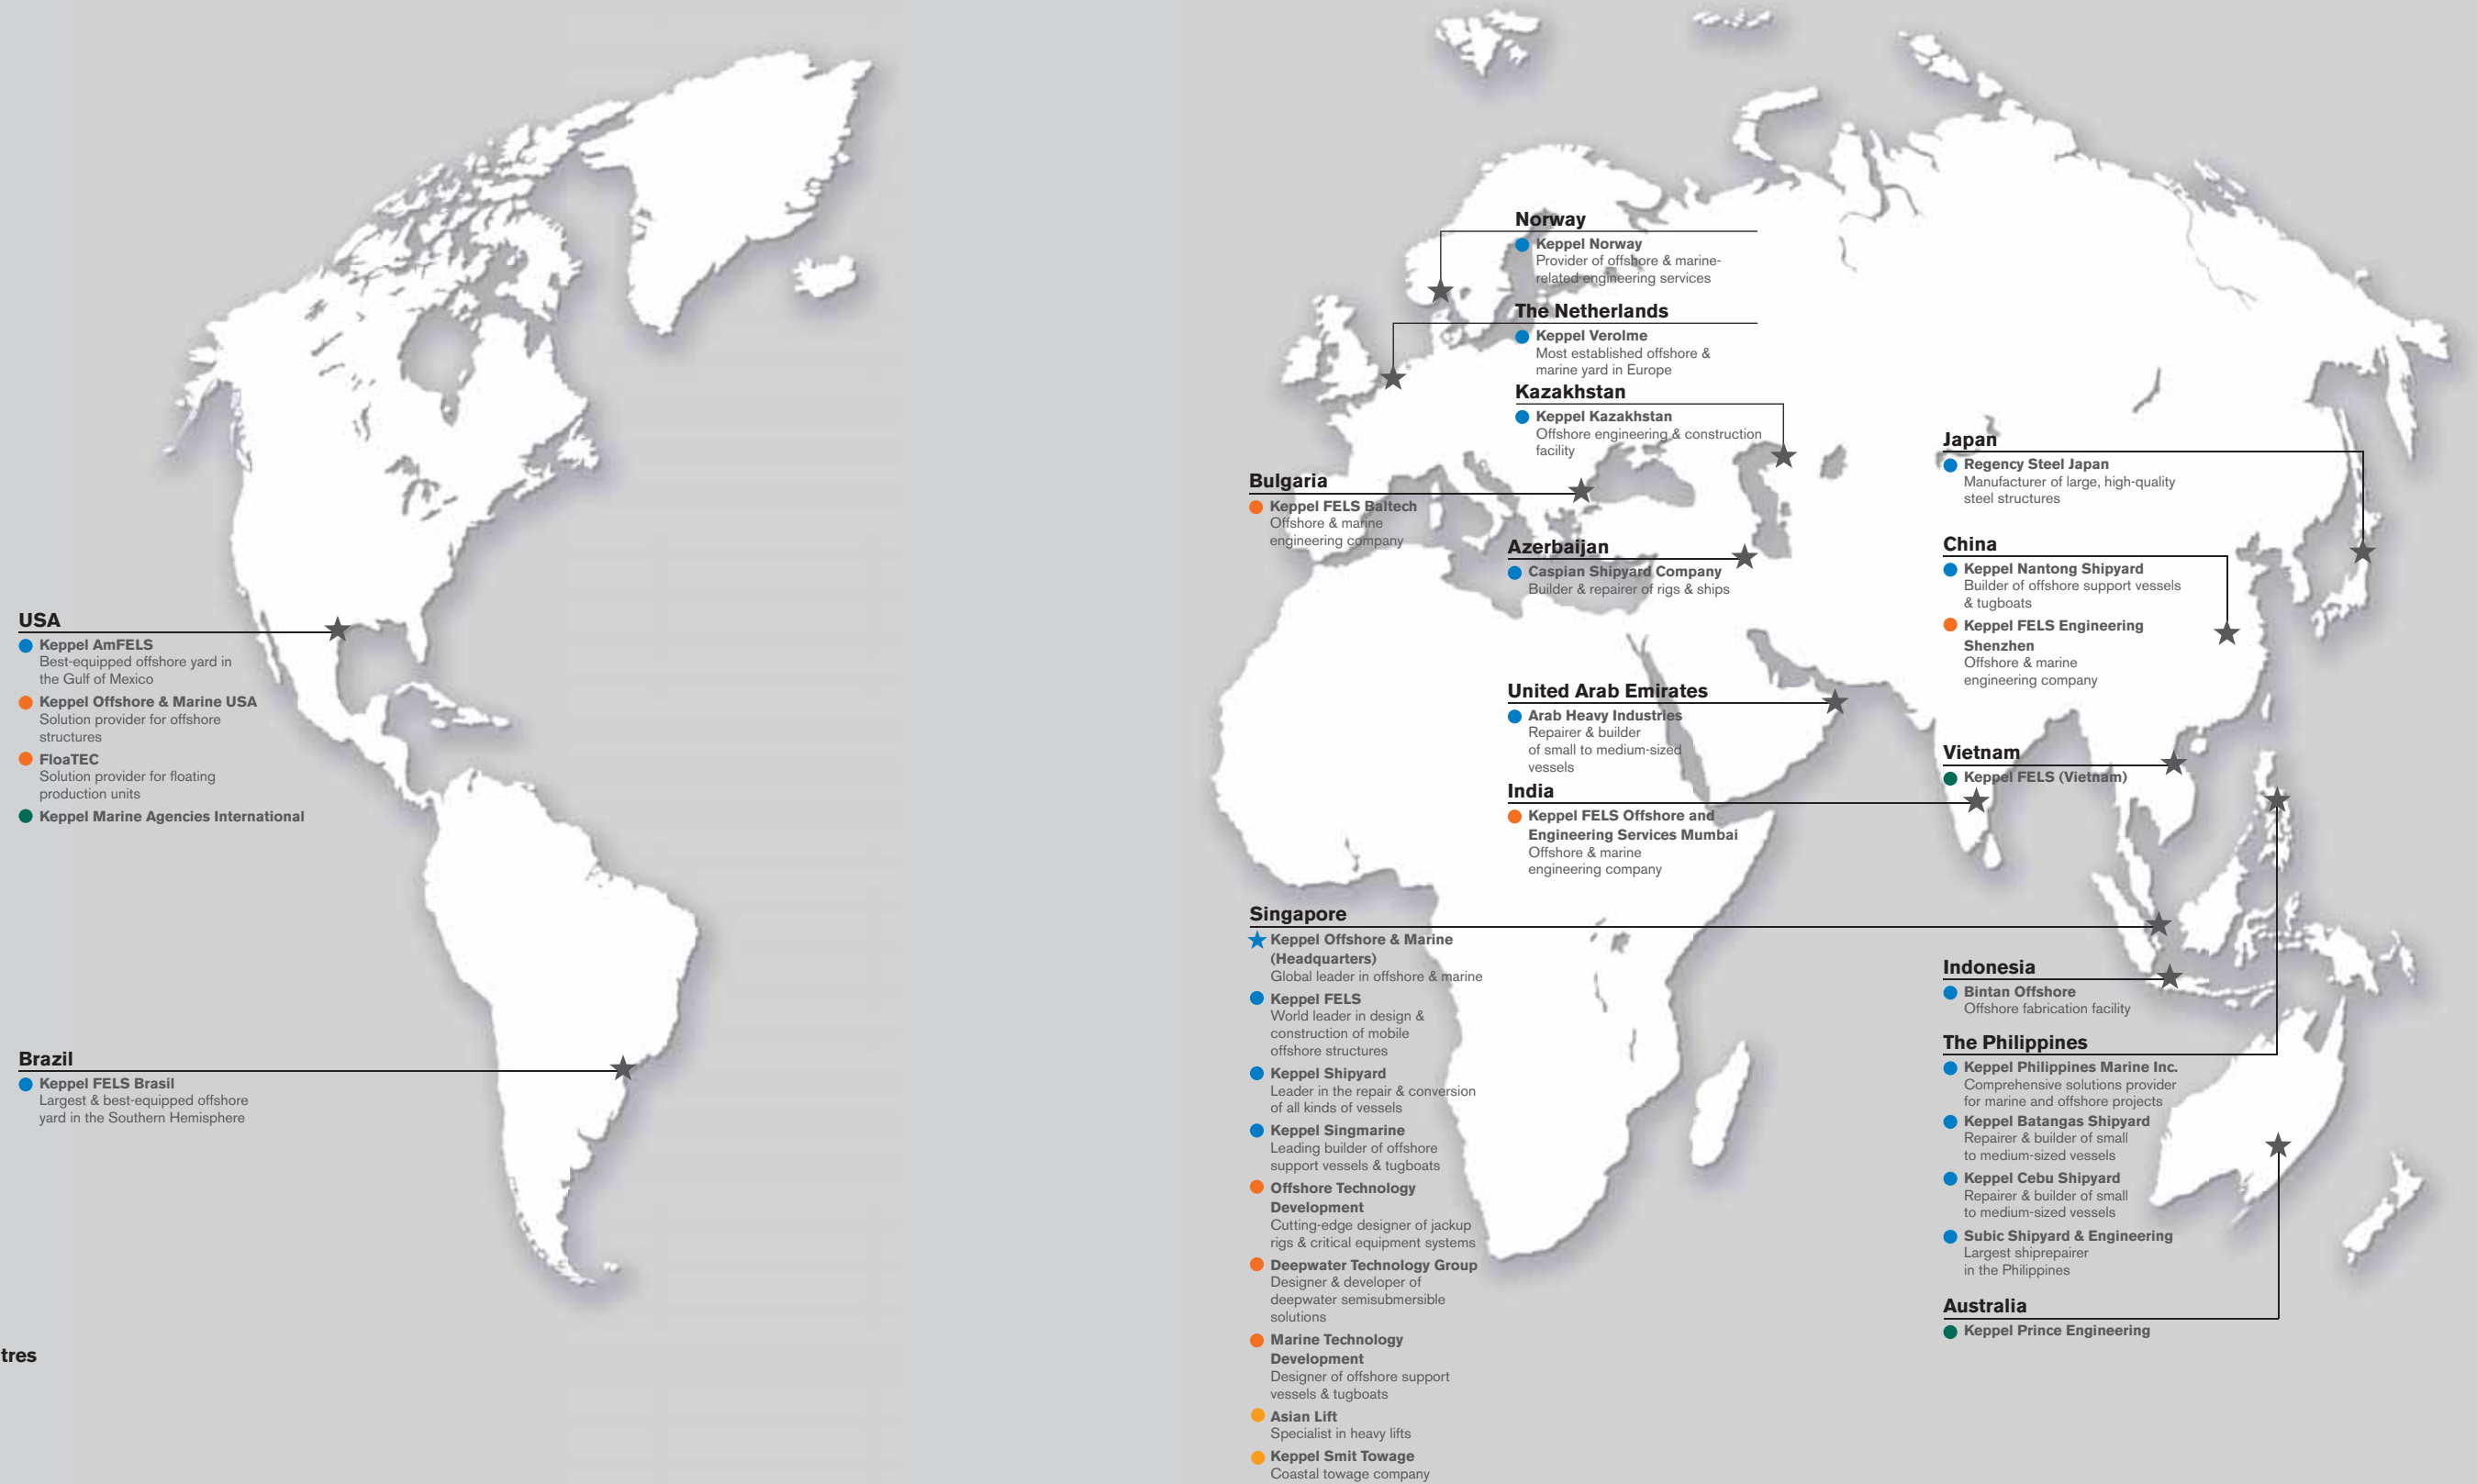 USA
Keppel AmFELS
Best-equipped offshore yard in
the Gulf of Mexico
Keppel Offshore & Marine USA
Solution provider for offshore
structures
FloaTEC
Solution provider for floating
production units
Keppel Marine Agencies International
Brazil
Keppel FELS Brasil
Largest & best-equipped offshore
yard in the Southern Hemisphere
tres
Norway
Keppel Norway
Provider of offshore & marine-
related engineering services
The Netherlands
Keppel Verolme
Most established offshore &
marine yard in Europe
Kazakhstan
Keppel Kazakhstan
Offshore engineering & construction
facility
Bulgaria
Keppel FELS Baltech
Offshore & marine
engineering company
Azerbaijan
Caspian Shipyard Company
Builder & repairer of rigs & ships
United Arab Emirates
Arab Heavy Industries
Repairer & builder
of small to medium-sized
vessels
India
Keppel FELS Offshore and
Engineering Services Mumbai
Offshore & marine
engineering company
Singapore
Keppel Offshore & Marine
(Headquarters)
Global leader in offshore & marine
Keppel FELS
World leader in design &
construction of mobile
offshore structures
Keppel Shipyard
Leader in the repair & conversion
of all kinds of vessels
Keppel Singmarine
Leading builder of offshore
support vessels & tugboats
Offshore Technology
Development
Cutting-edge designer of jackup
rigs & critical equipment systems
Deepwater Technology Group
Designer & developer of
deepwater semisubmersible
solutions
Marine Technology
Development
Designer of offshore support
vessels & tugboats
Asian Lift
Specialist in heavy lifts
Keppel Smit Towage
Coastal towage company
Japan
Regency Steel Japan
Manufacturer of large, high-quality
steel structures
China
Keppel Nantong Shipyard
Builder of offshore support vessels
& tugboats
Keppel FELS Engineering
Shenzhen
Offshore & marine
engineering company
Vietnam
Keppel FELS (Vietnam)
Indonesia
Bintan Offshore
Offshore fabrication facility
The Philippines
Keppel Philippines Marine Inc.
Comprehensive solutions provider
for marine and offshore projects
Keppel Batangas Shipyard
Repairer & builder of small
to medium-sized vessels
Keppel Cebu Shipyard
Repairer & builder of small
to medium-sized vessels
Subic Shipyard & Engineering
Largest shiprepairer
in the Philippines
Australia
Keppel Prince Engineering